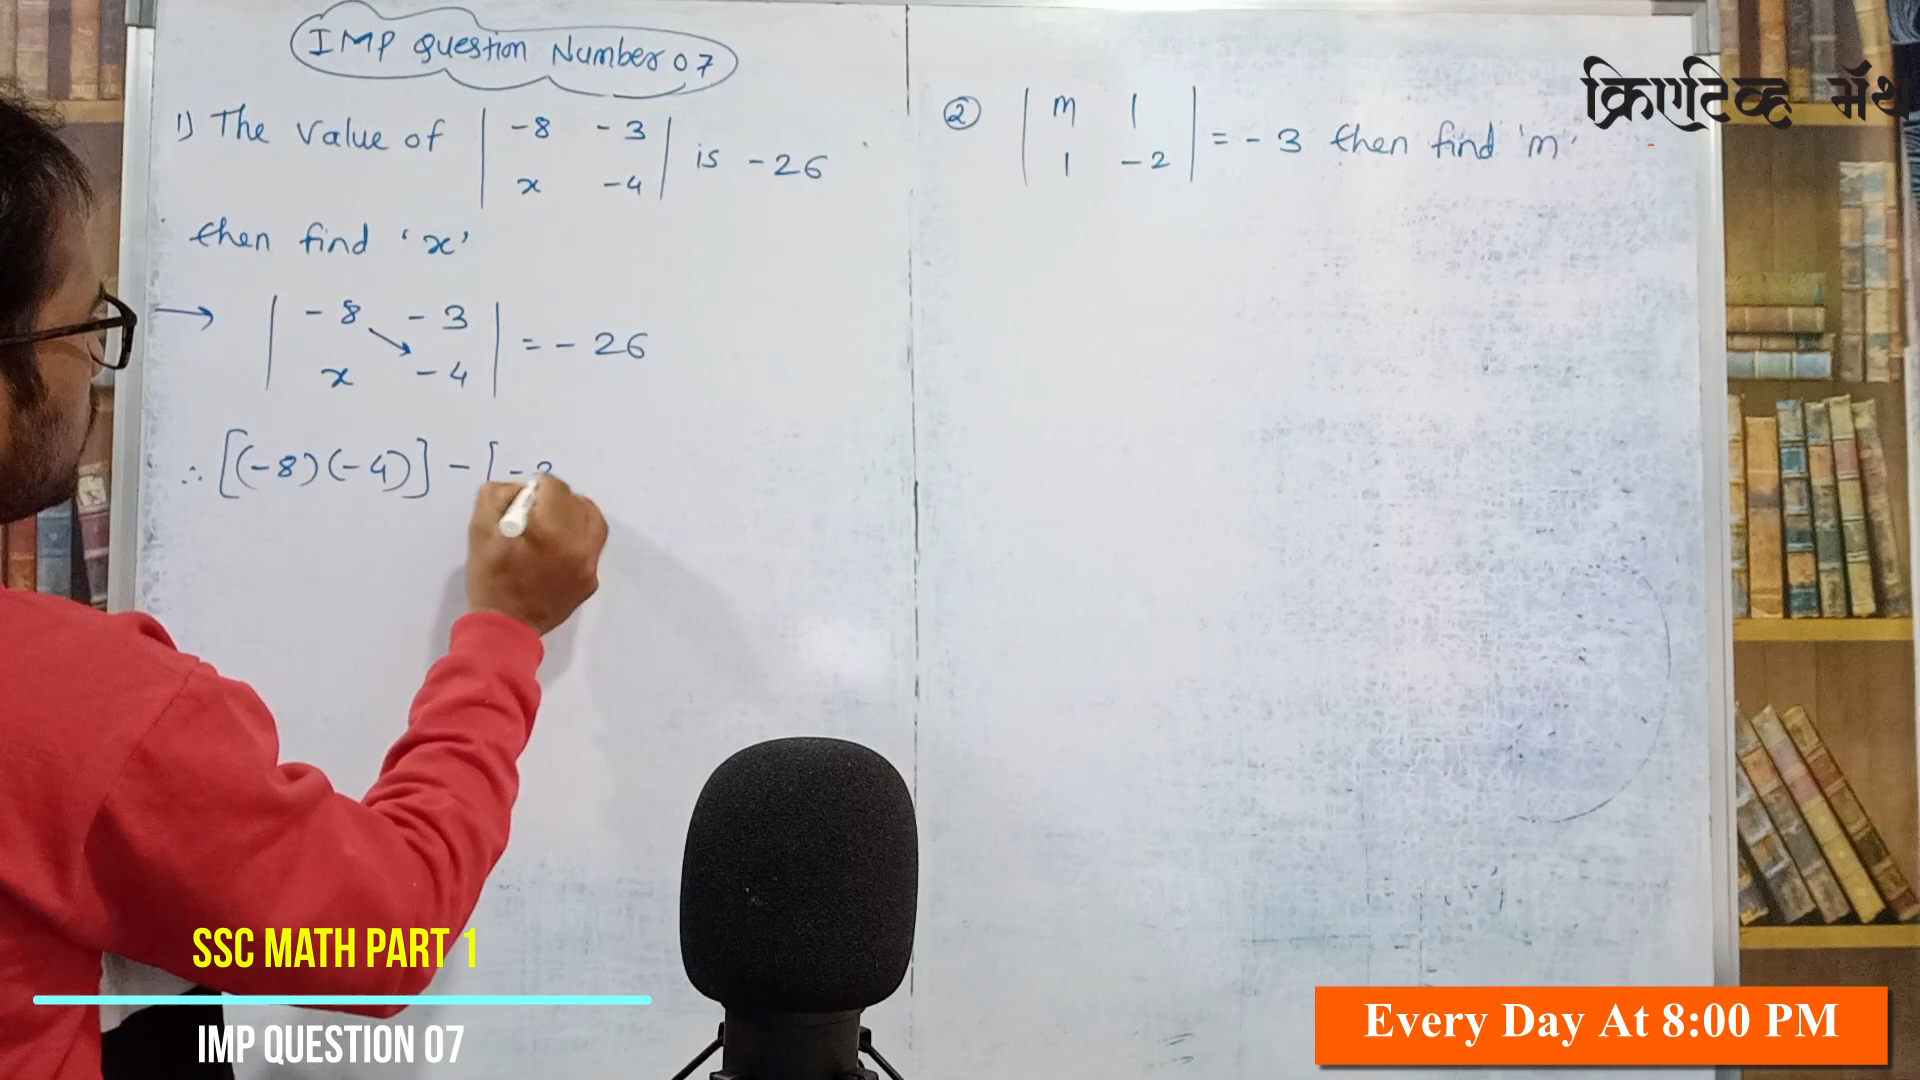 IMP Question Number 07
1) The value of | -8 -3 | is -26
| x -4 |
then find 'x'
→ | -8 -3 | = - 26
| x -4 |
∴ [(-8)(-4)] - [-3
② | m 1 | = - 3 then find 'm'
| 1 -2 |
क्रिएटिव्ह मॅथ
SSC MATH PART 1
IMP QUESTION 07
Every Day At 8:00 PM